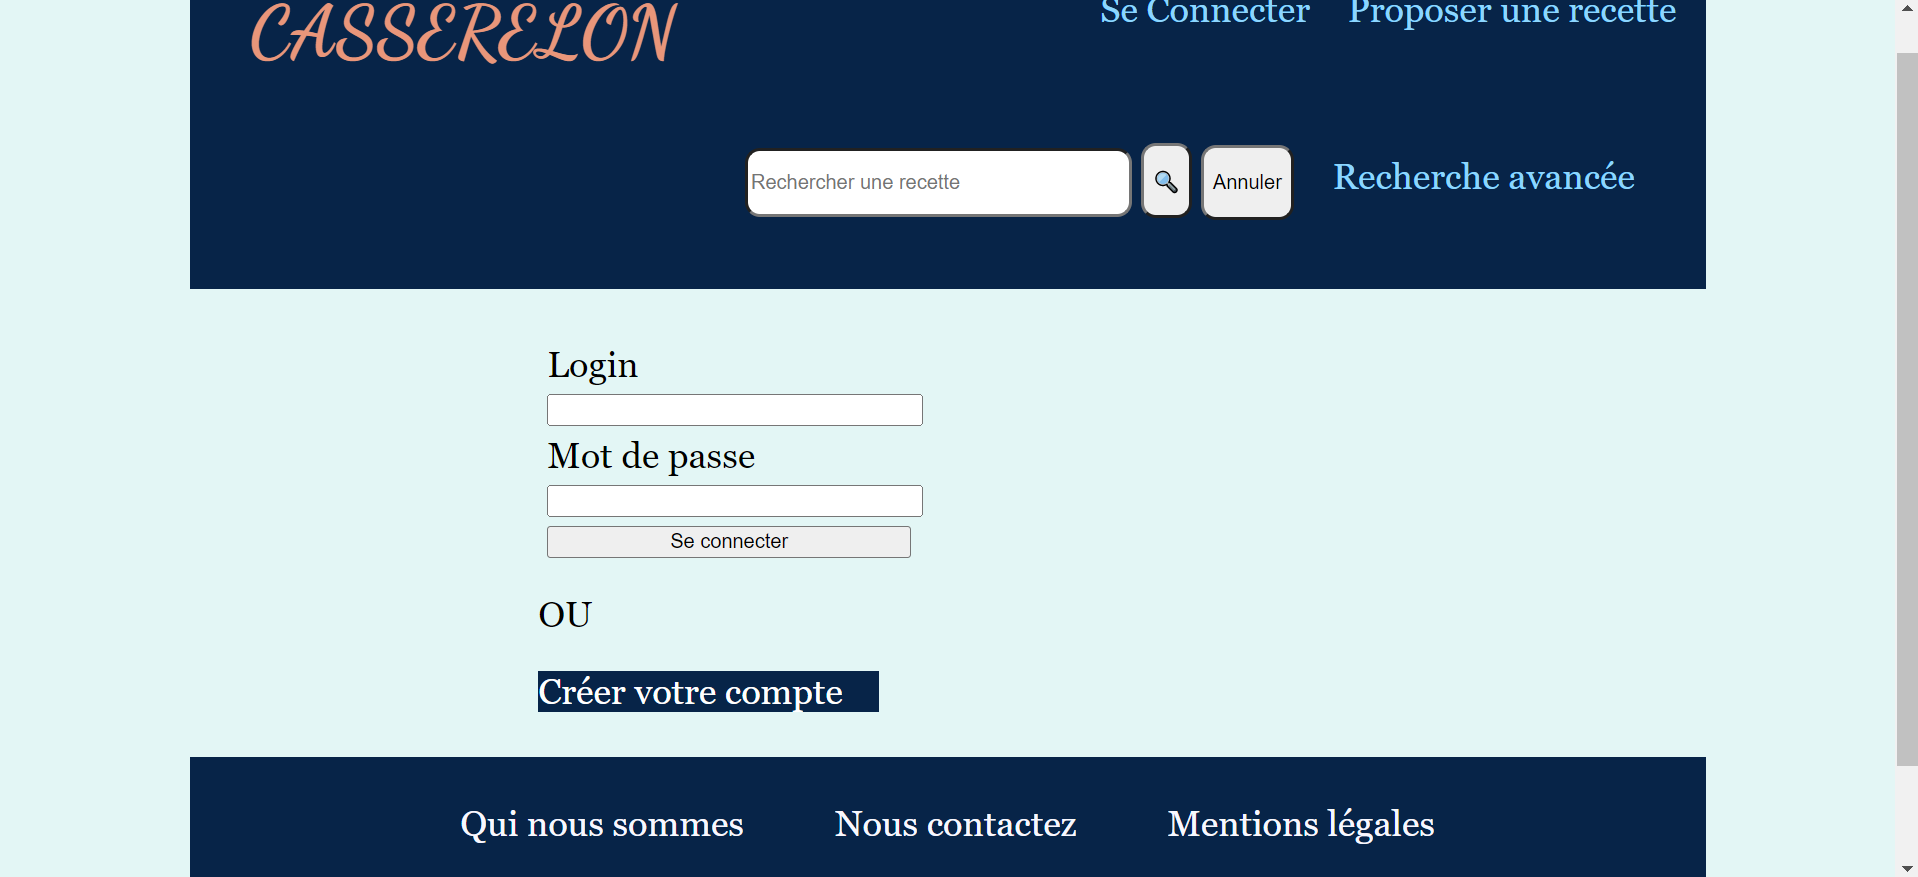 CASSERELON
Se Connecter Proposer une recette
Rechercher une recette Annuler Recherche avancée
Login
Mot de passe
Se connecter
OU
Créer votre compte
Qui nous sommes Nous contactez Mentions légales